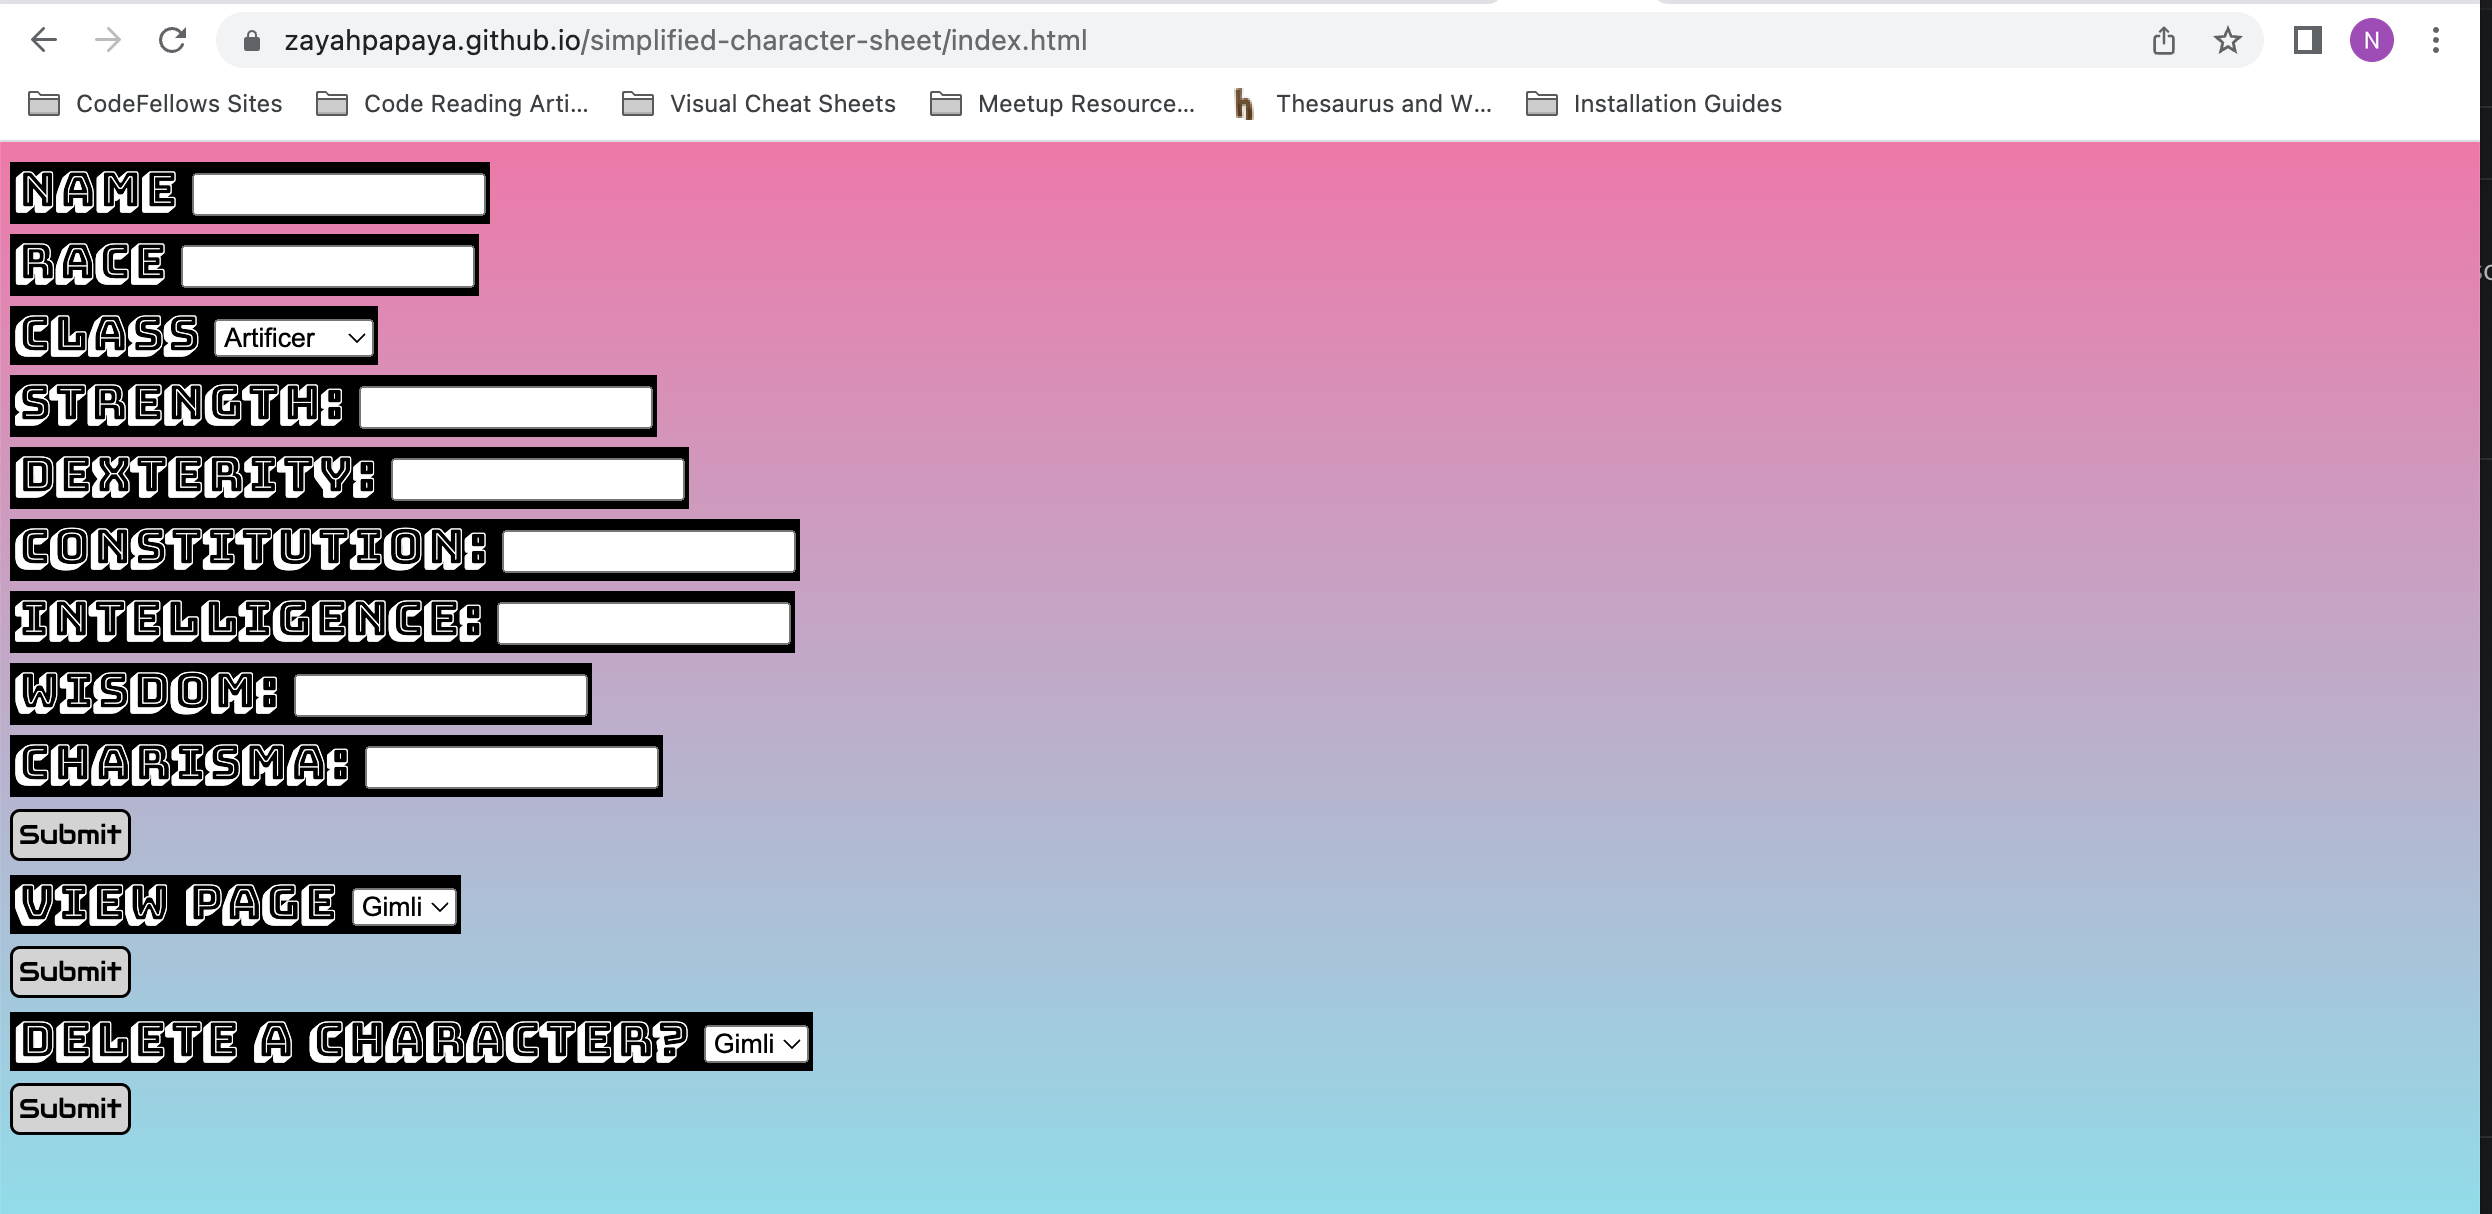 zayahpapaya.github.io/simplified-character-sheet/index.html
N
CodeFellows Sites
Code Reading Arti...
Visual Cheat Sheets
Meetup Resource...
h
Thesaurus and W...
Installation Guides
NAME
RACE
CLASS Artificer
STRENGTH:
DEXTERITY:
CONSTITUTION:
INTELLIGENCE:
WISDOM:
CHARISMA:
Submit
VIEW PAGE Gimli
Submit
DELETE A CHARACTER? Gimli
Submit